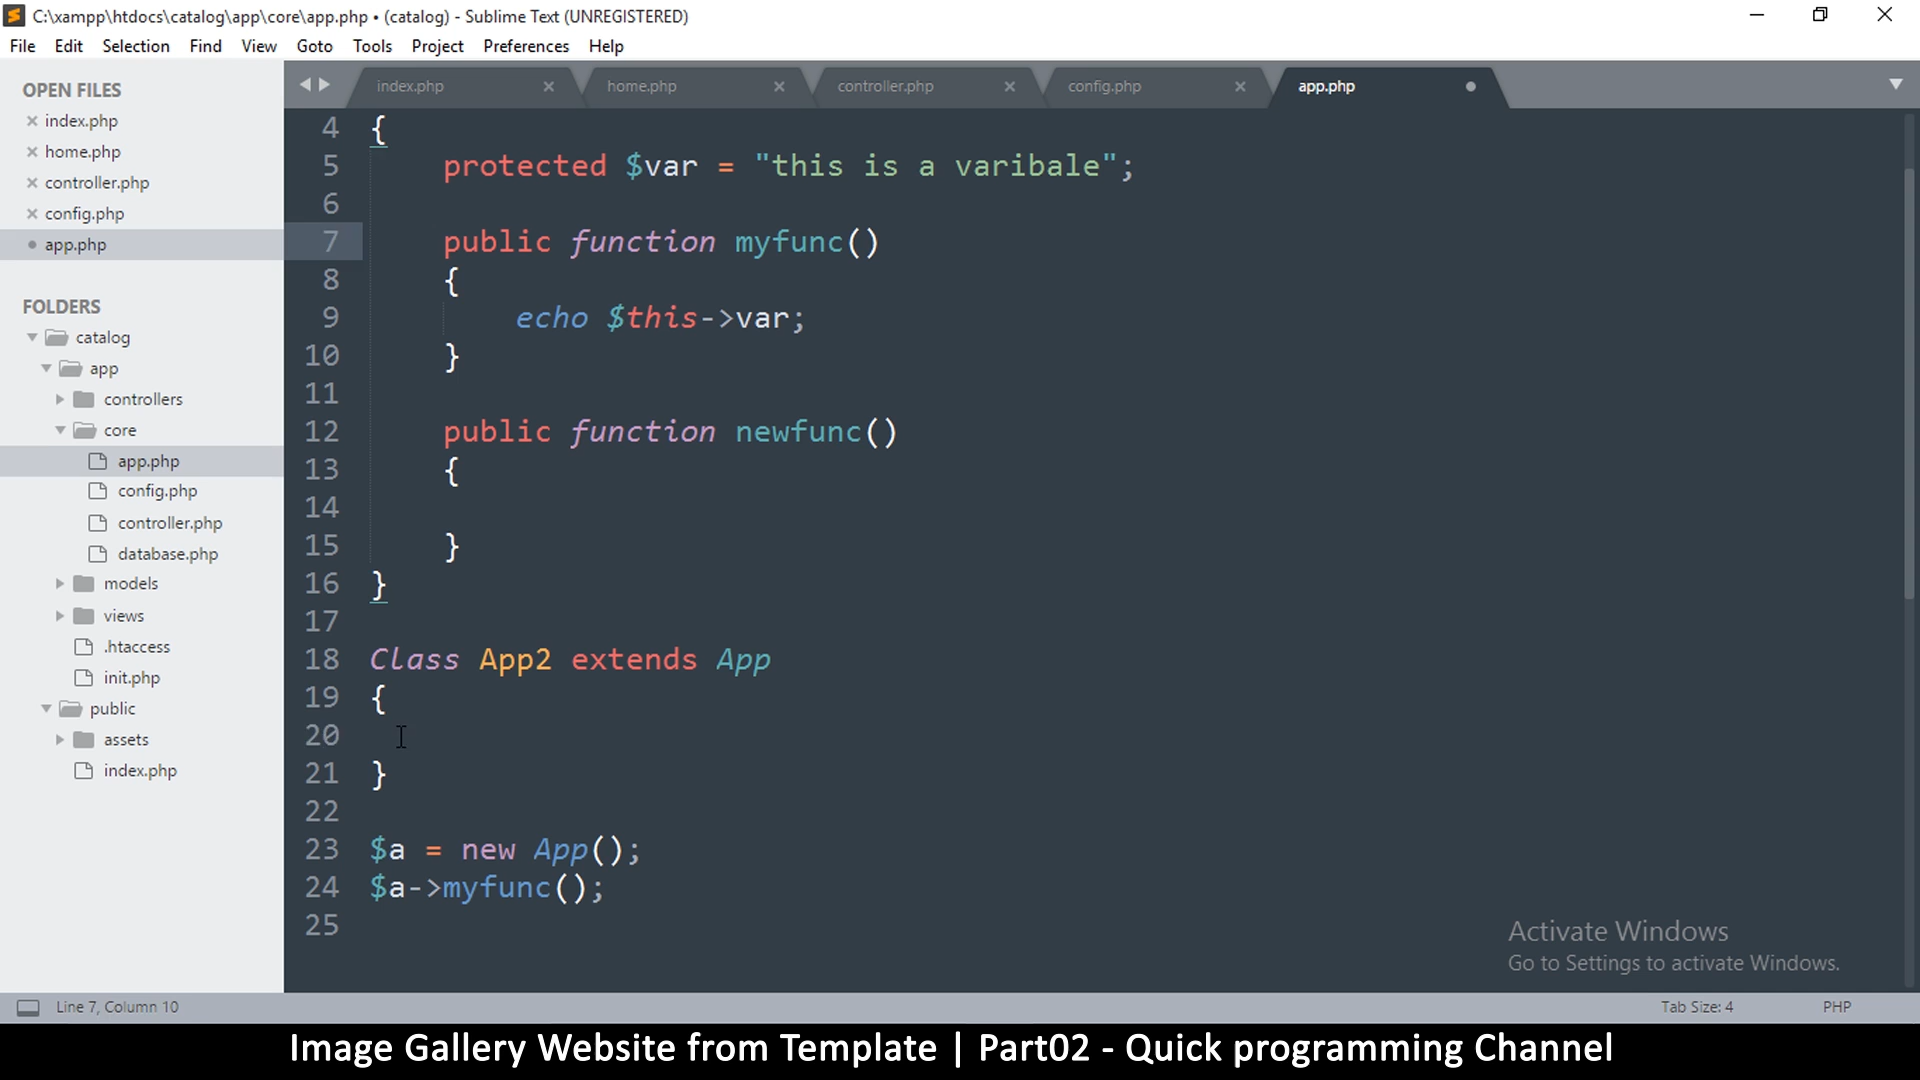 C:\xampp\htdocs\catalog\app\core\app.php • (catalog) - Sublime Text (UNREGISTERED)
File Edit Selection Find View Goto Tools Project Preferences Help
OPEN FILES
index.php
home.php
controller.php
config.php
app.php
FOLDERS
catalog
app
controllers
core
app.php
config.php
controller.php
database.php
models
views
.htaccess
init.php
public
assets
index.php
index.php home.php controller.php config.php app.php
4 {
5 protected $var = "this is a varibale";
6
7 public function myfunc()
8 {
9 echo $this->var;
10 }
11
12 public function newfunc()
13 {
14
15 }
16 }
17
18 Class App2 extends App
19 {
20
21 }
22
23 $a = new App();
24 $a->myfunc();
25
Activate Windows
Go to Settings to activate Windows.
Line 7, Column 10 Tab Size: 4 PHP
Image Gallery Website from Template | Part02 - Quick programming Channel